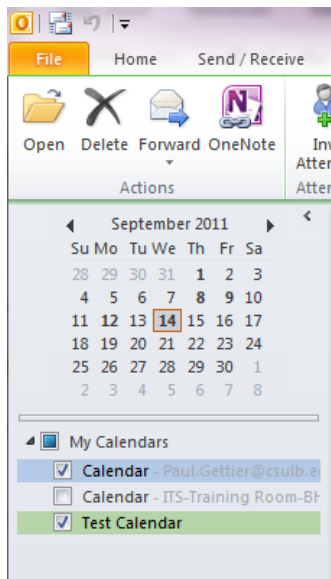 File Home Send / Receive
Open Delete Forward OneNote
Actions
September 2011
Su Mo Tu We Th Fr Sa
28 29 30 31 1 2 3
4 5 6 7 8 9 10
11 12 13 14 15 16 17
18 19 20 21 22 23 24
25 26 27 28 29 30 1
2 3 4 5 6 7 8
My Calendars
Calendar - Paul.Gettier@csulb.e
Calendar - ITS-Training Room-BH
Test Calendar